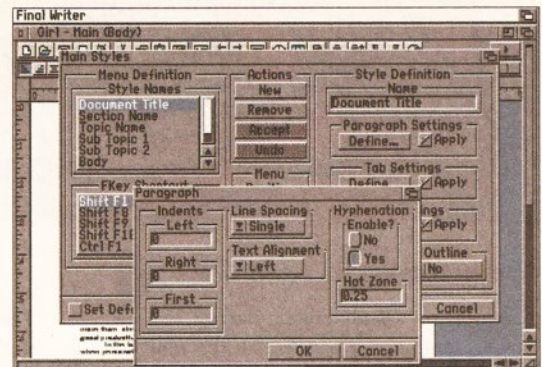 Final Writer
Girl - Main (Body)
Main Styles
Menu Definition
Style Names
Document Title
Section Name
Topic Name
Sub Topic 1
Sub Topic 2
Body
FKey Shortcut
Shift F1
Shift F8
Shift F9
Shift F10
Ctrl F1
Set
Actions
New
Remove
Accept
Undo
Menu
Style Definition
Name
Document Title
Paragraph Settings
Define...
Apply
Tab Settings
Define...
Apply
Apply
Outline
No
Cancel
Paragraph
Indents
Left
0
Right
0
First
0
Line Spacing
Single
Text Alignment
Left
Hyphenation
Enable?
No
Yes
Hot Zone
0.25
OK
Cancel